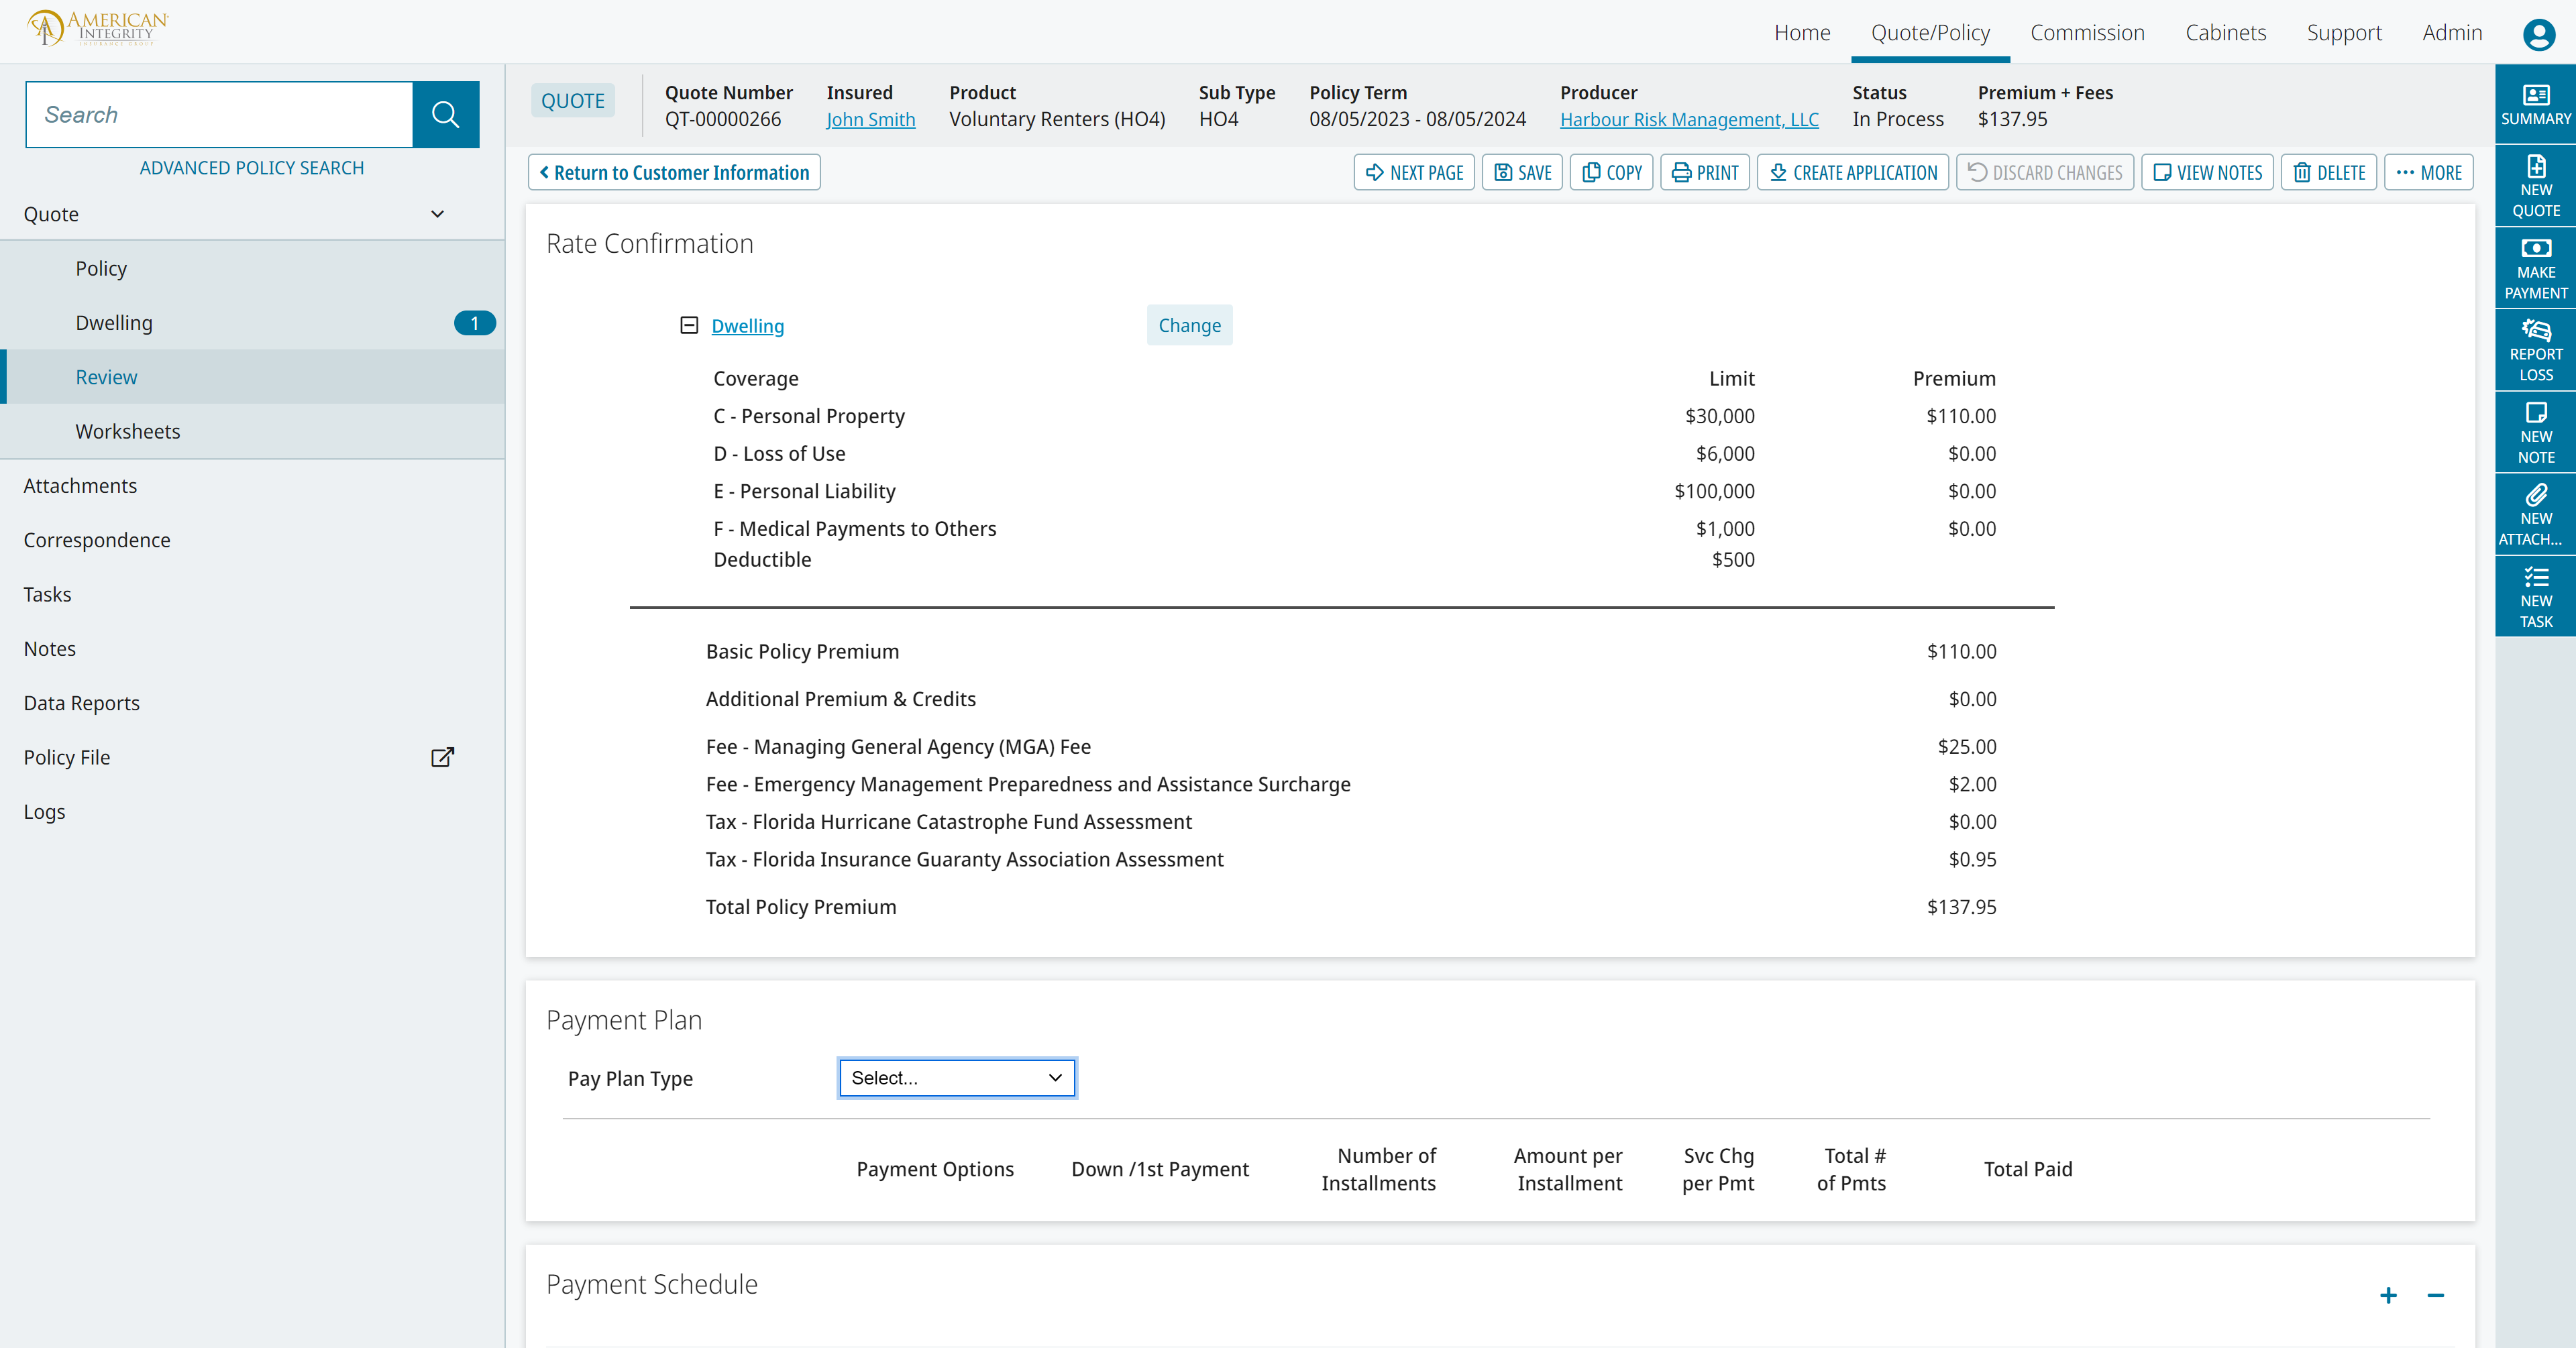 AMERICAN
INTEGRITY
INSURANCE GROUP
Home
Quote/Policy
Commission
Cabinets
Support
Admin
Search
ADVANCED POLICY SEARCH
Quote
Policy
Dwelling
1
Review
Worksheets
Attachments
Correspondence
Tasks
Notes
Data Reports
Policy File
Logs
QUOTE
Quote Number
QT-00000266
Insured
John Smith
Product
Voluntary Renters (HO4)
Sub Type
HO4
Policy Term
08/05/2023 - 08/05/2024
Producer
Harbour Risk Management, LLC
Status
In Process
Premium + Fees
$137.95
Return to Customer Information
NEXT PAGE
SAVE
COPY
PRINT
CREATE APPLICATION
DISCARD CHANGES
VIEW NOTES
DELETE
MORE
Rate Confirmation
Dwelling
Change
Coverage Limit Premium
C - Personal Property $30,000 $110.00
D - Loss of Use $6,000 $0.00
E - Personal Liability $100,000 $0.00
F - Medical Payments to Others $1,000 $0.00
Deductible $500
Basic Policy Premium $110.00
Additional Premium & Credits $0.00
Fee - Managing General Agency (MGA) Fee $25.00
Fee - Emergency Management Preparedness and Assistance Surcharge $2.00
Tax - Florida Hurricane Catastrophe Fund Assessment $0.00
Tax - Florida Insurance Guaranty Association Assessment $0.95
Total Policy Premium $137.95
Payment Plan
Pay Plan Type
Select...
Payment Options
Down /1st Payment
Number of
Installments
Amount per
Installment
Svc Chg
per Pmt
Total #
of Pmts
Total Paid
Payment Schedule
SUMMARY
NEW
QUOTE
MAKE
PAYMENT
REPORT
LOSS
NEW
NOTE
NEW
ATTACH...
NEW
TASK